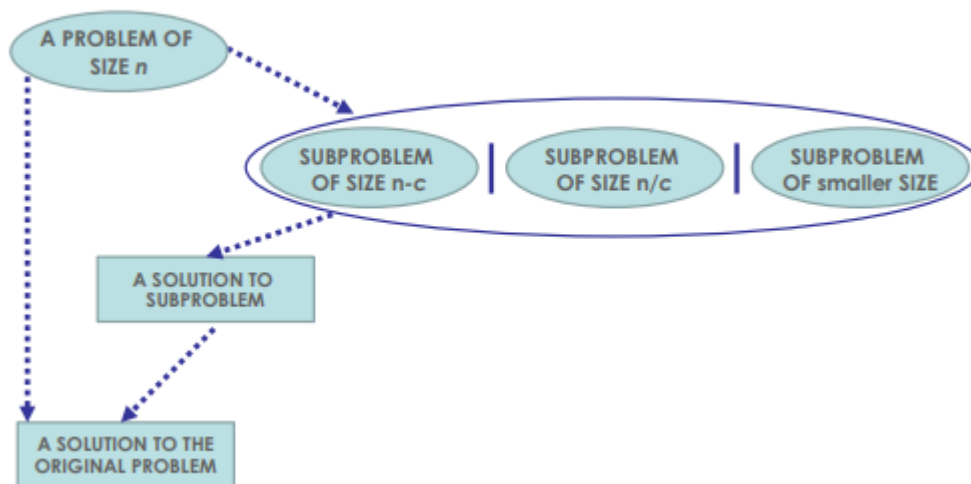 A PROBLEM OF
SIZE n
SUBPROBLEM
OF SIZE n-c
SUBPROBLEM
OF SIZE n/c
SUBPROBLEM
OF smaller SIZE
A SOLUTION TO
SUBPROBLEM
A SOLUTION TO THE
ORIGINAL PROBLEM